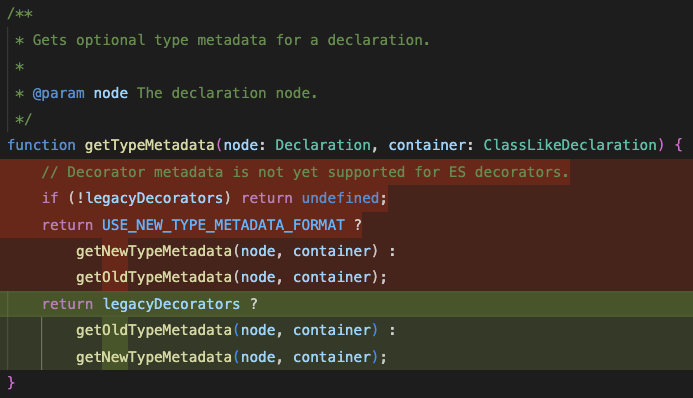 /**
 * Gets optional type metadata for a declaration.
 *
 * @param node The declaration node.
 */
function getTypeMetadata(node: Declaration, container: ClassLikeDeclaration) {
    // Decorator metadata is not yet supported for ES decorators.
    if (!legacyDecorators) return undefined;
    return USE_NEW_TYPE_METADATA_FORMAT ?
        getNewTypeMetadata(node, container) :
        getOldTypeMetadata(node, container);
    return legacyDecorators ?
        getOldTypeMetadata(node, container) :
        getNewTypeMetadata(node, container);
}